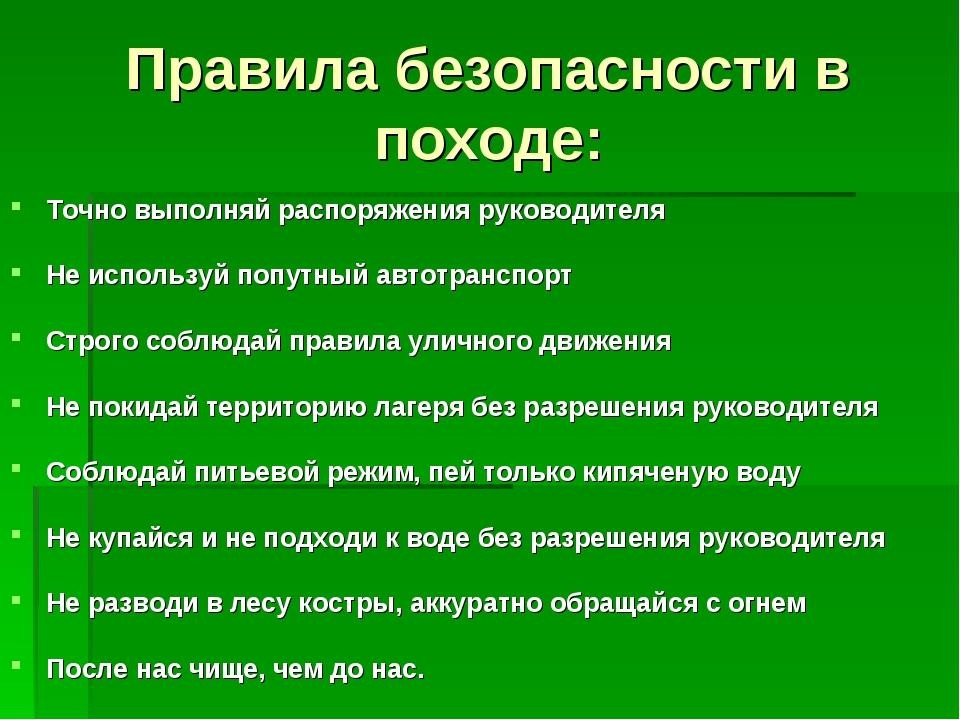 Правила безопасности в
походе:
Точно выполняй распоряжения руководителя
Не используй попутный автотранспорт
Строго соблюдай правила уличного движения
Не покидай территорию лагеря без разрешения руководителя
Соблюдай питьевой режим, пей только кипяченую воду
Не купайся и не подходи к воде без разрешения руководителя
Не разводи в лесу костры, аккуратно обращайся с огнем
После нас чище, чем до нас.